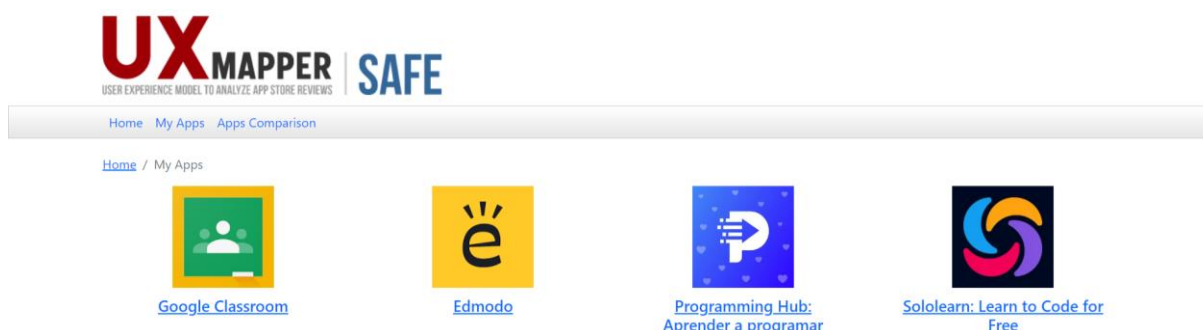 UX MAPPER | SAFE
USER EXPERIENCE MODEL TO ANALYZE APP STORE REVIEWS
Home My Apps Apps Comparison
Home / My Apps
ë
P
Google Classroom
Edmodo
Programming Hub:
Aprender a programar
Sololearn: Learn to Code for
Free